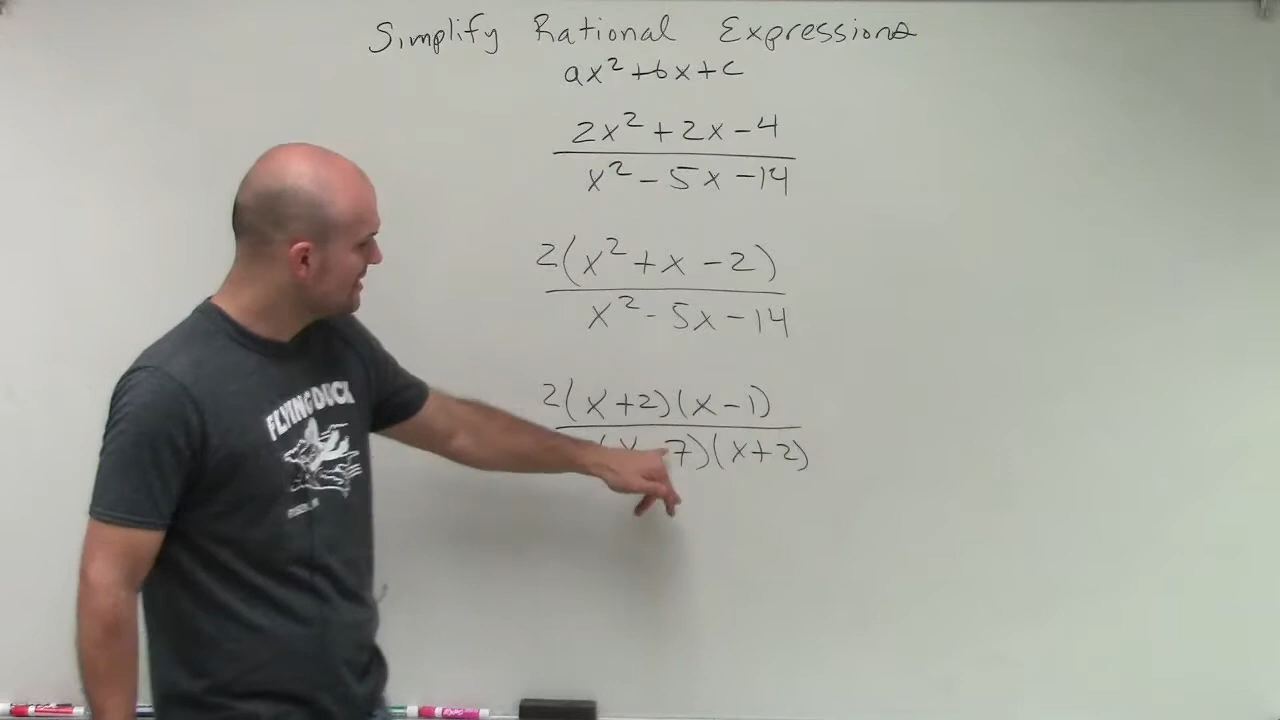 Simplify Rational Expressions
ax² + bx + c
2x² + 2x - 4
x² - 5x - 14
2(x² + x - 2)
x² - 5x - 14
2(x + 2)(x - 1)
(x - 7)(x + 2)
FLYING DUCK